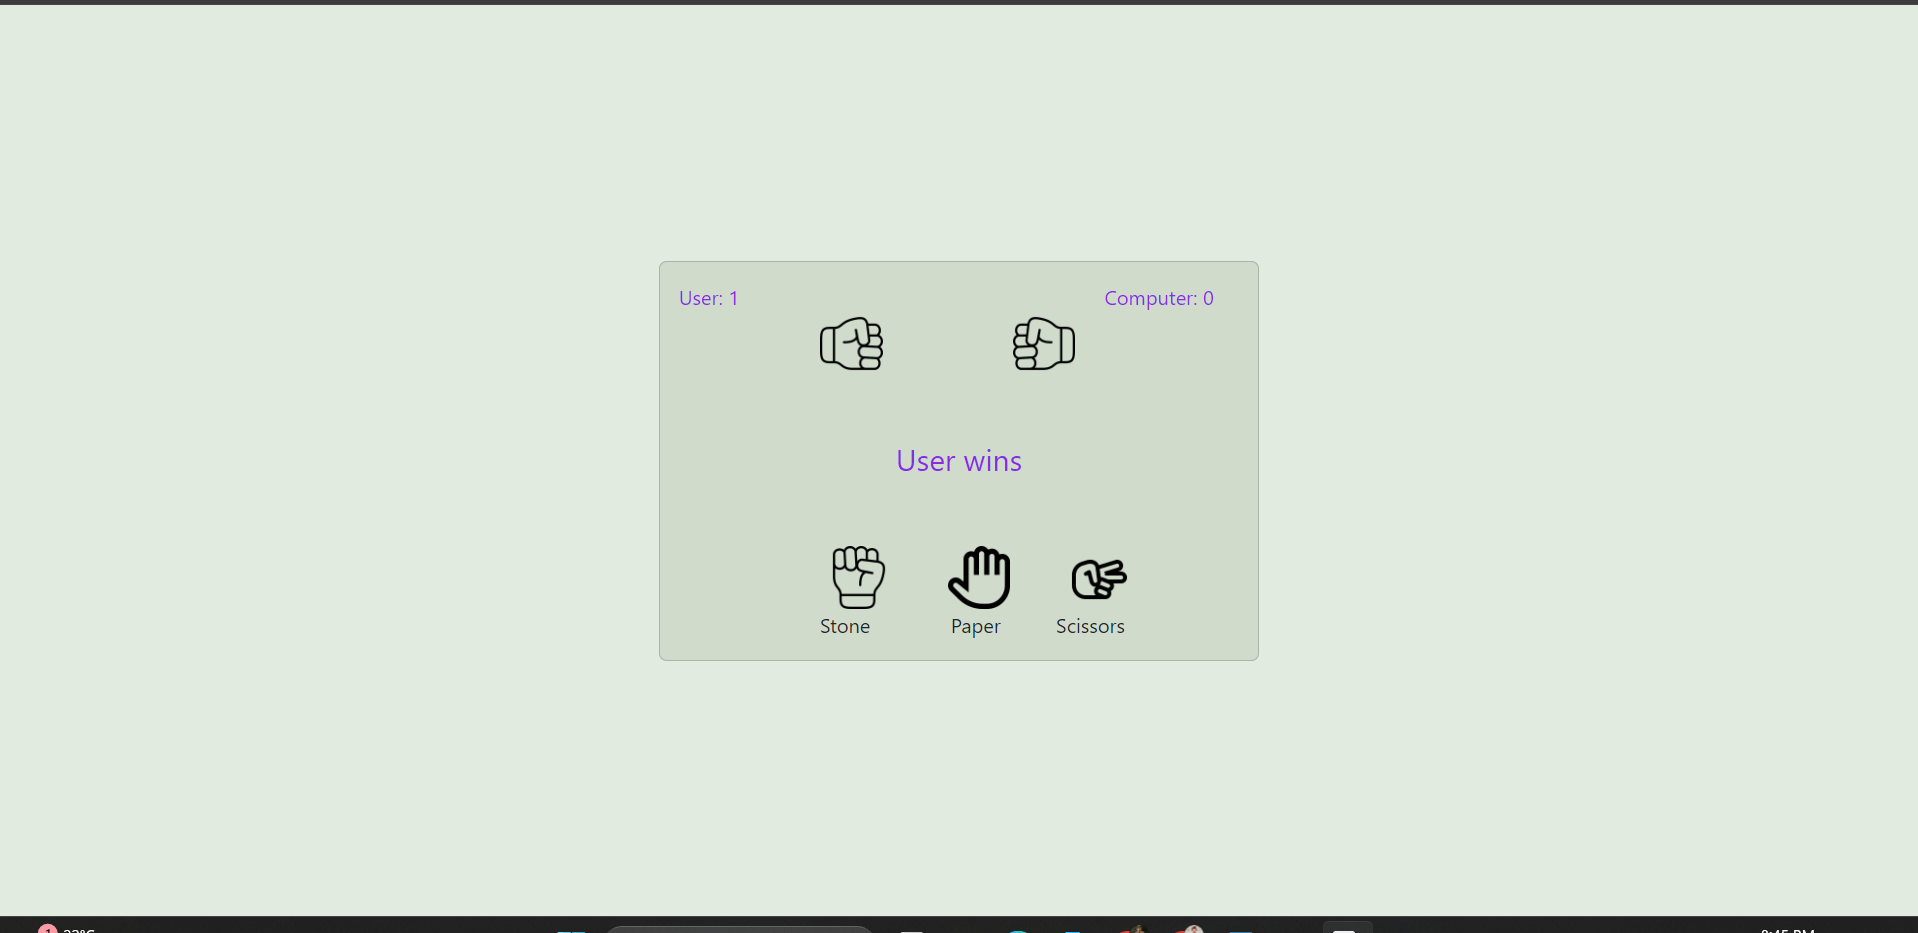 User: 1 Computer: 0
User wins
Stone Paper Scissors